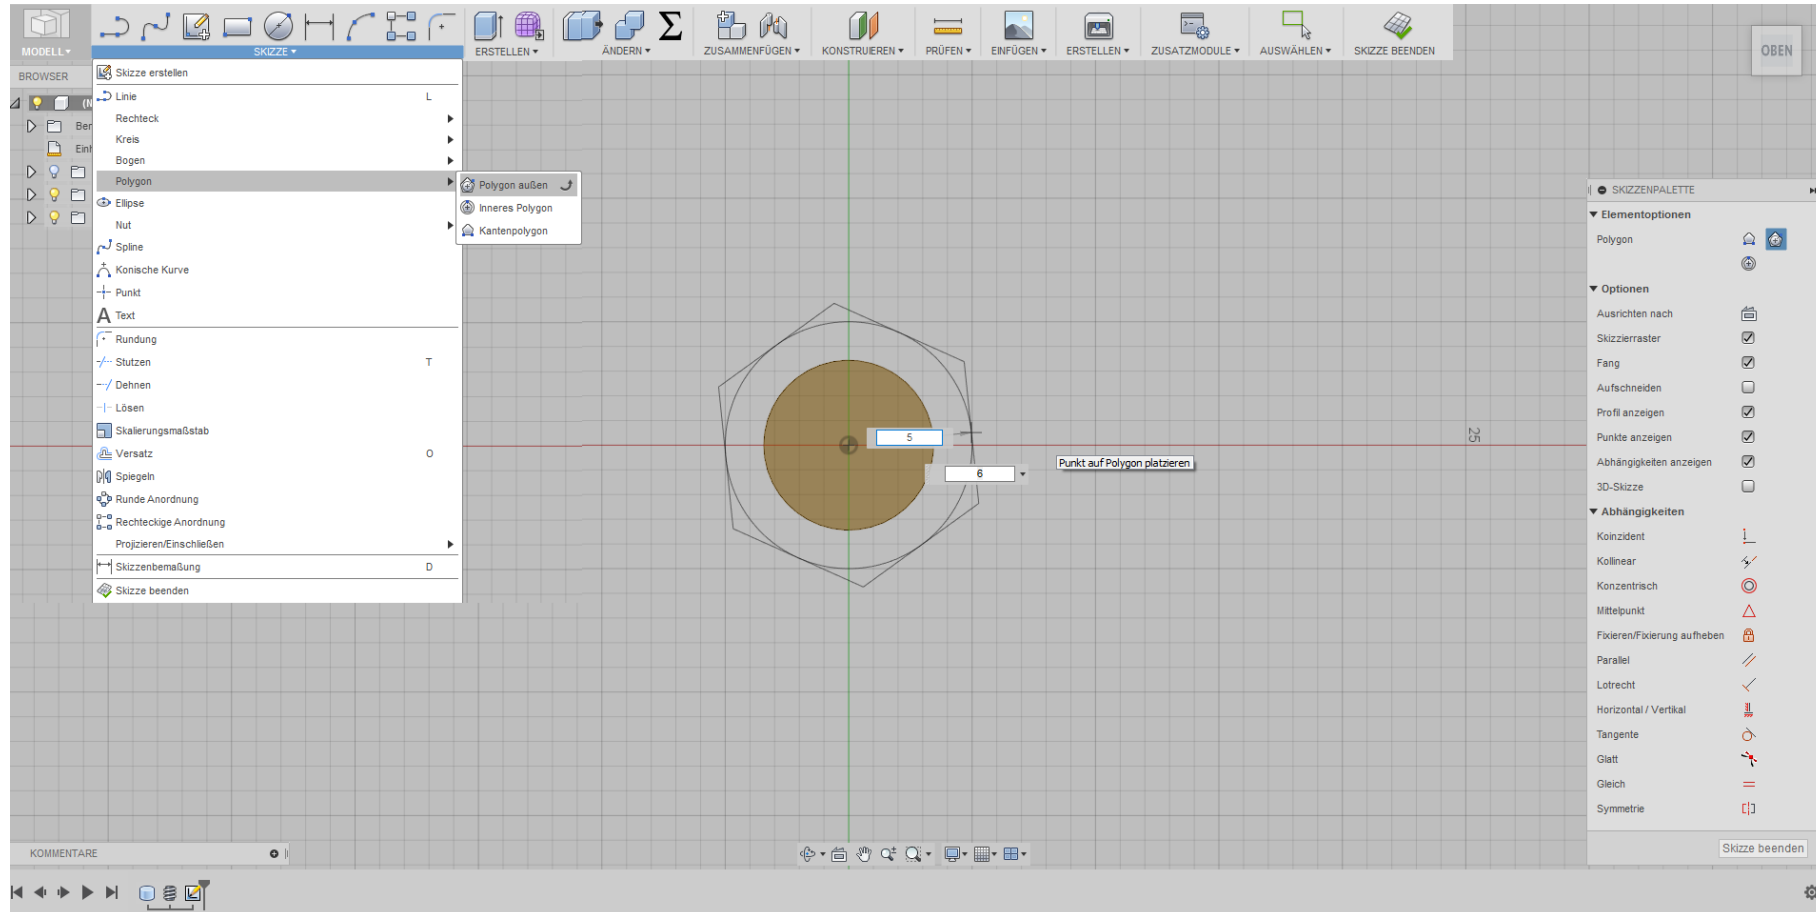 MODELL
SKIZZE
ERSTELLEN
ÄNDERN
ZUSAMMENFÜGEN
KONSTRUIEREN
PRÜFEN
EINFÜGEN
ERSTELLEN
ZUSATZMODULE
AUSWÄHLEN
SKIZZE BEENDEN
OBEN
BROWSER
(N
Ber
Einh
Skizze erstellen
Linie L
Rechteck
Kreis
Bogen
Polygon
Ellipse
Nut
Spline
Konische Kurve
Punkt
A Text
Rundung
Stutzen T
Dehnen
Lösen
Skalierungsmaßstab
Versatz O
Spiegeln
Runde Anordnung
Rechteckige Anordnung
Projizieren/Einschließen
Skizzenbemaßung D
Skizze beenden
Polygon außen
Inneres Polygon
Kantenpolygon
5
6
Punkt auf Polygon platzieren
25
SKIZZENPALETTE
Elementoptionen
Polygon
Optionen
Ausrichten nach
Skizzierraster
Fang
Aufschneiden
Profil anzeigen
Punkte anzeigen
Abhängigkeiten anzeigen
3D-Skizze
Abhängigkeiten
Koinzident
Kollinear
Konzentrisch
Mittelpunkt
Fixieren/Fixierung aufheben
Parallel
Lotrecht
Horizontal / Vertikal
Tangente
Glatt
Gleich
Symmetrie
Skizze beenden
KOMMENTARE